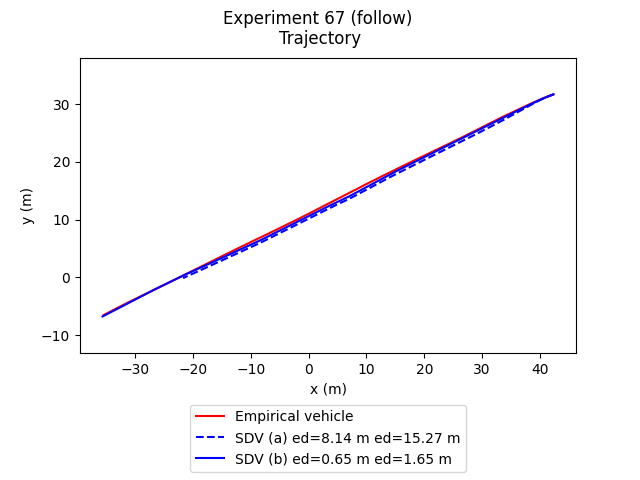 Experiment 67 (follow)
Trajectory
30
20
10
0
−10
y (m)
−30
−20
−10
0
10
20
30
40
x (m)
Empirical vehicle
SDV (a) ed=8.14 m ed=15.27 m
SDV (b) ed=0.65 m ed=1.65 m